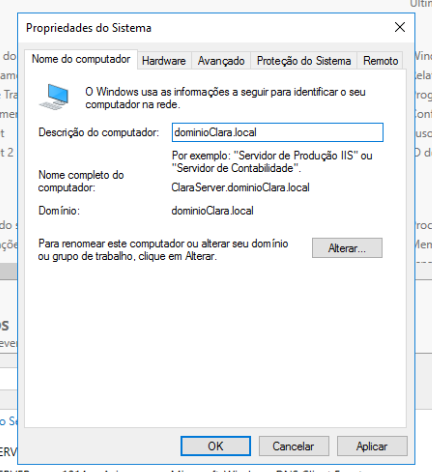 Propriedades do Sistema
Nome do computador
Hardware
Avançado
Proteção do Sistema
Remoto
O Windows usa as informações a seguir para identificar o seu
computador na rede.
Descrição do computador:
dominioClara.local
Por exemplo: "Servidor de Produção IIS" ou
"Servidor de Contabilidade".
Nome completo do
computador:
ClaraServer.dominioClara.local
Domínio:
dominioClara.local
Para renomear este computador ou alterar seu domínio
ou grupo de trabalho, clique em Alterar.
Alterar...
OK
Cancelar
Aplicar